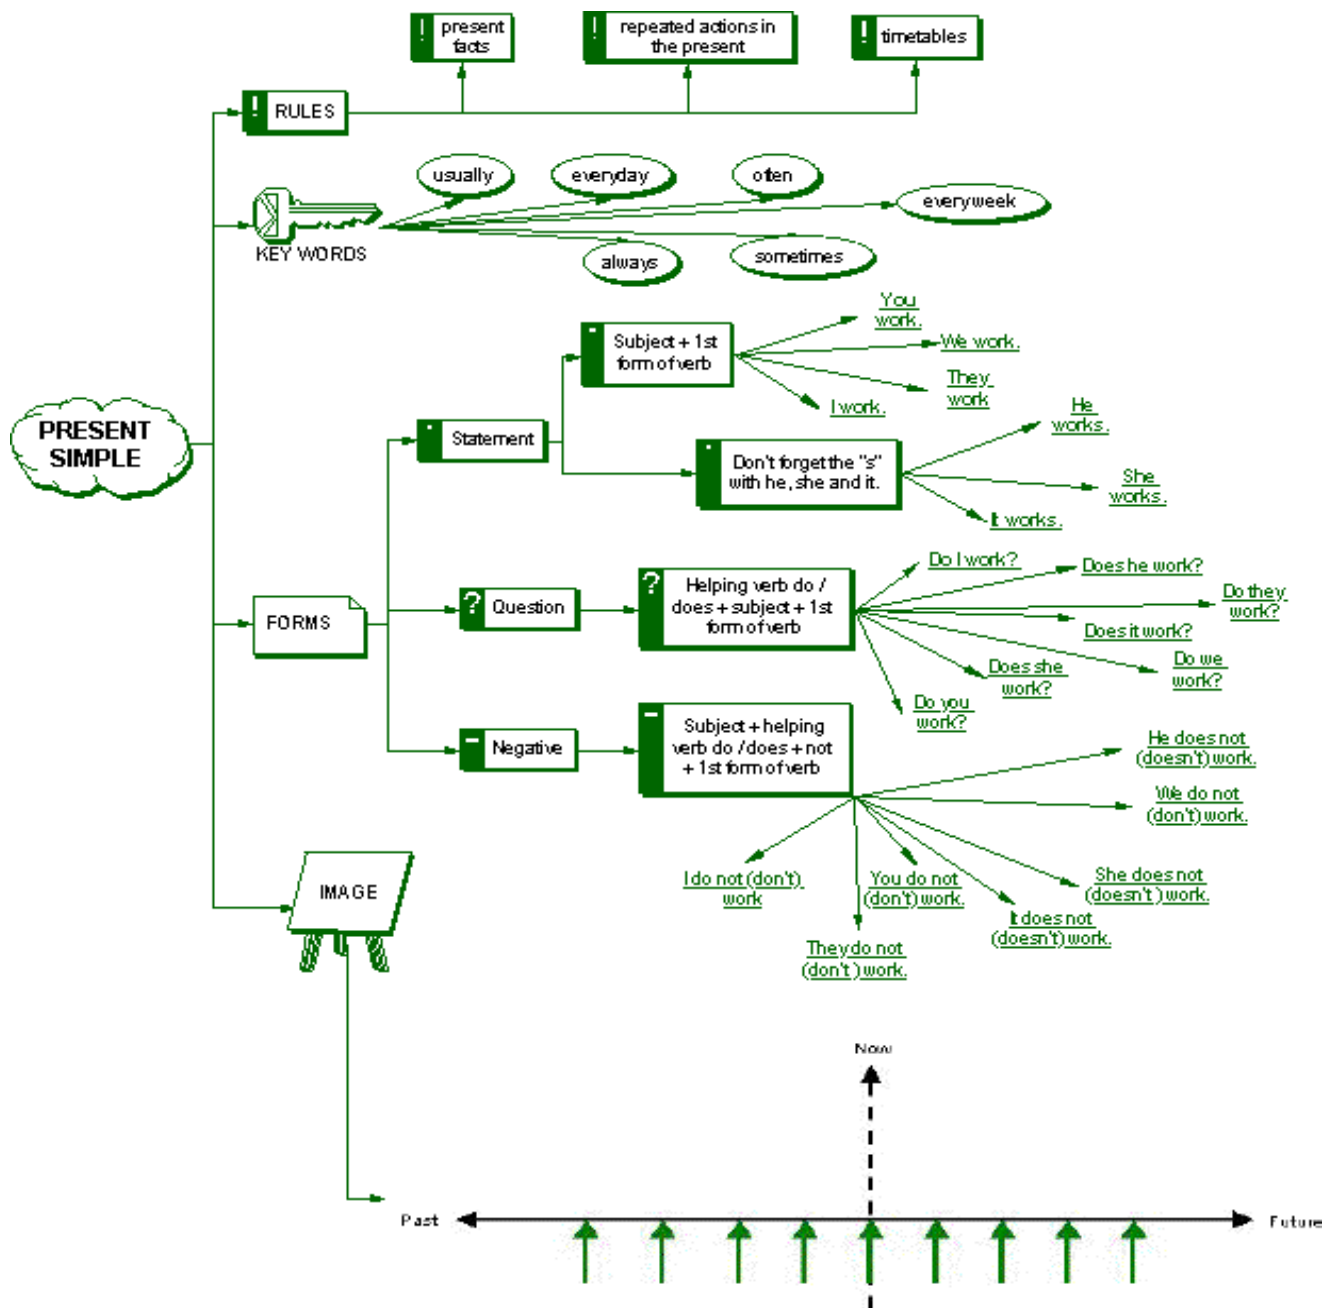 ! present
facts
! repeated actions in
the present
! timetables
! RULES
usually
everyday
often
everyweek
KEY WORDS
always
sometimes
You
work.
Subject + 1st
form of verb
We work.
They
work
I work.
He
works.
PRESENT
SIMPLE
Statement
Don't forget the "s"
with he, she and it.
She
works.
It works.
Do I work?
Does he work?
? Question
? Helping verb do /
does + subject + 1st
form of verb
Do they
work?
FORMS
Does it work?
Does she
work?
Do we
work?
Do you
work?
- Negative
- Subject + helping
verb do / does + not
+ 1st form of verb
He does not
(doesn't) work.
We do not
(don't) work.
I do not (don't)
work
You do not
(don't) work.
She does not
(doesn't ) work.
It does not
(doesn't) work.
They do not
(don't ) work.
IMAGE
Now
Past
Future